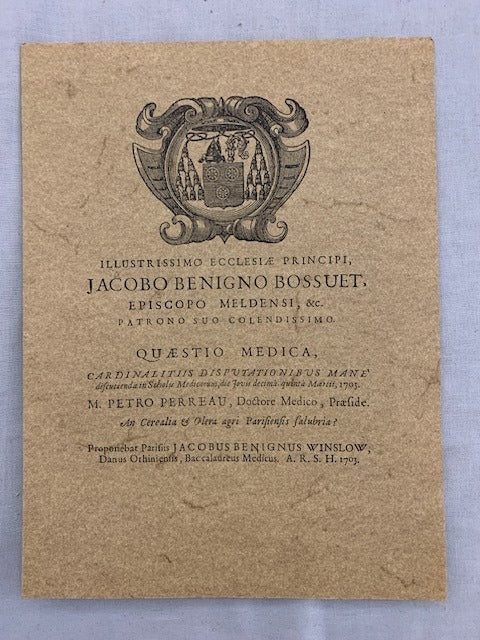 ILLUSTRISSIMO ECCLESIÆ PRINCIPI,
JACOBO BENIGNO BOSSUET,
EPISCOPO MELDENSI, &c.
PATRONO SUO COLENDISSIMO.
QUÆSTIO MEDICA,
CARDINALITIIS DISPUTATIONIBUS MANE
discutienda in Scholis Medicorum, die Jovis decimâ quintâ Martii, 1703.
M. PETRO PERREAU, Doctore Medico, Præside.
An Cerealia & Olera agri Parisiensis salubria?
Proponebat Parisiis JACOBUS BENIGNUS WINSLOW,
Danus Othiniensis, Baccalaureus Medicus. A. R. S. H. 1703.